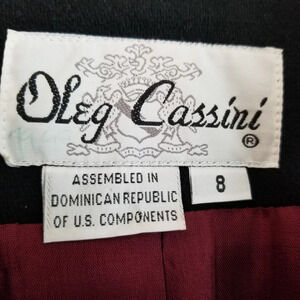 Oleg Cassini ®
ASSEMBLED IN
DOMINICAN REPUBLIC
OF U.S. COMPONENTS
8